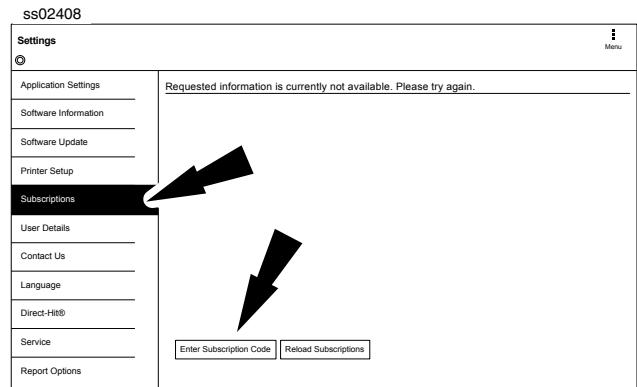 ss02408
Settings
Menu
Application Settings
Software Information
Software Update
Printer Setup
Subscriptions
User Details
Contact Us
Language
Direct-Hit®
Service
Report Options
Requested information is currently not available. Please try again.
Enter Subscription Code
Reload Subscriptions